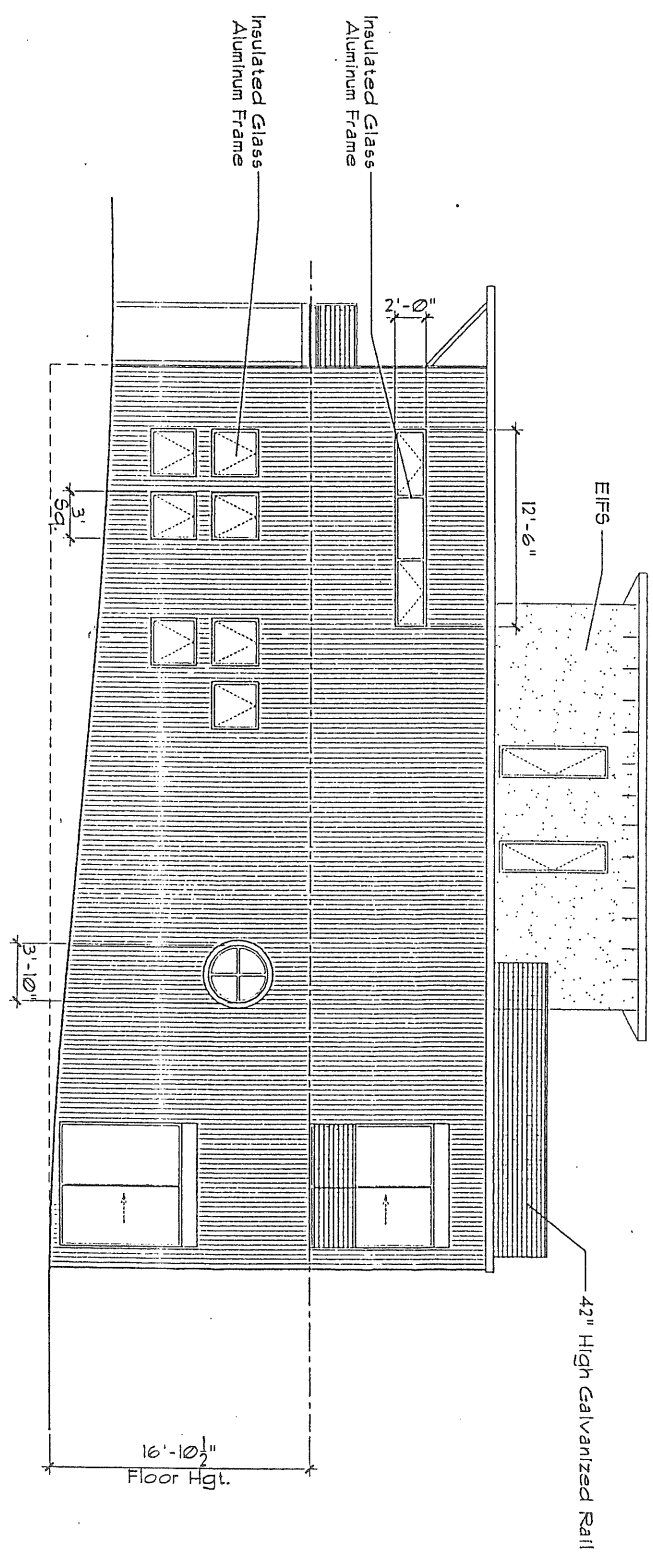 Insulated Glass
Aluminum Frame
Insulated Glass
Aluminum Frame
2'-0"
12'-6"
EIFS
3'
Sq.
3'-10"
42" High Galvanized Rail
16'-10½"
Floor Hgt.